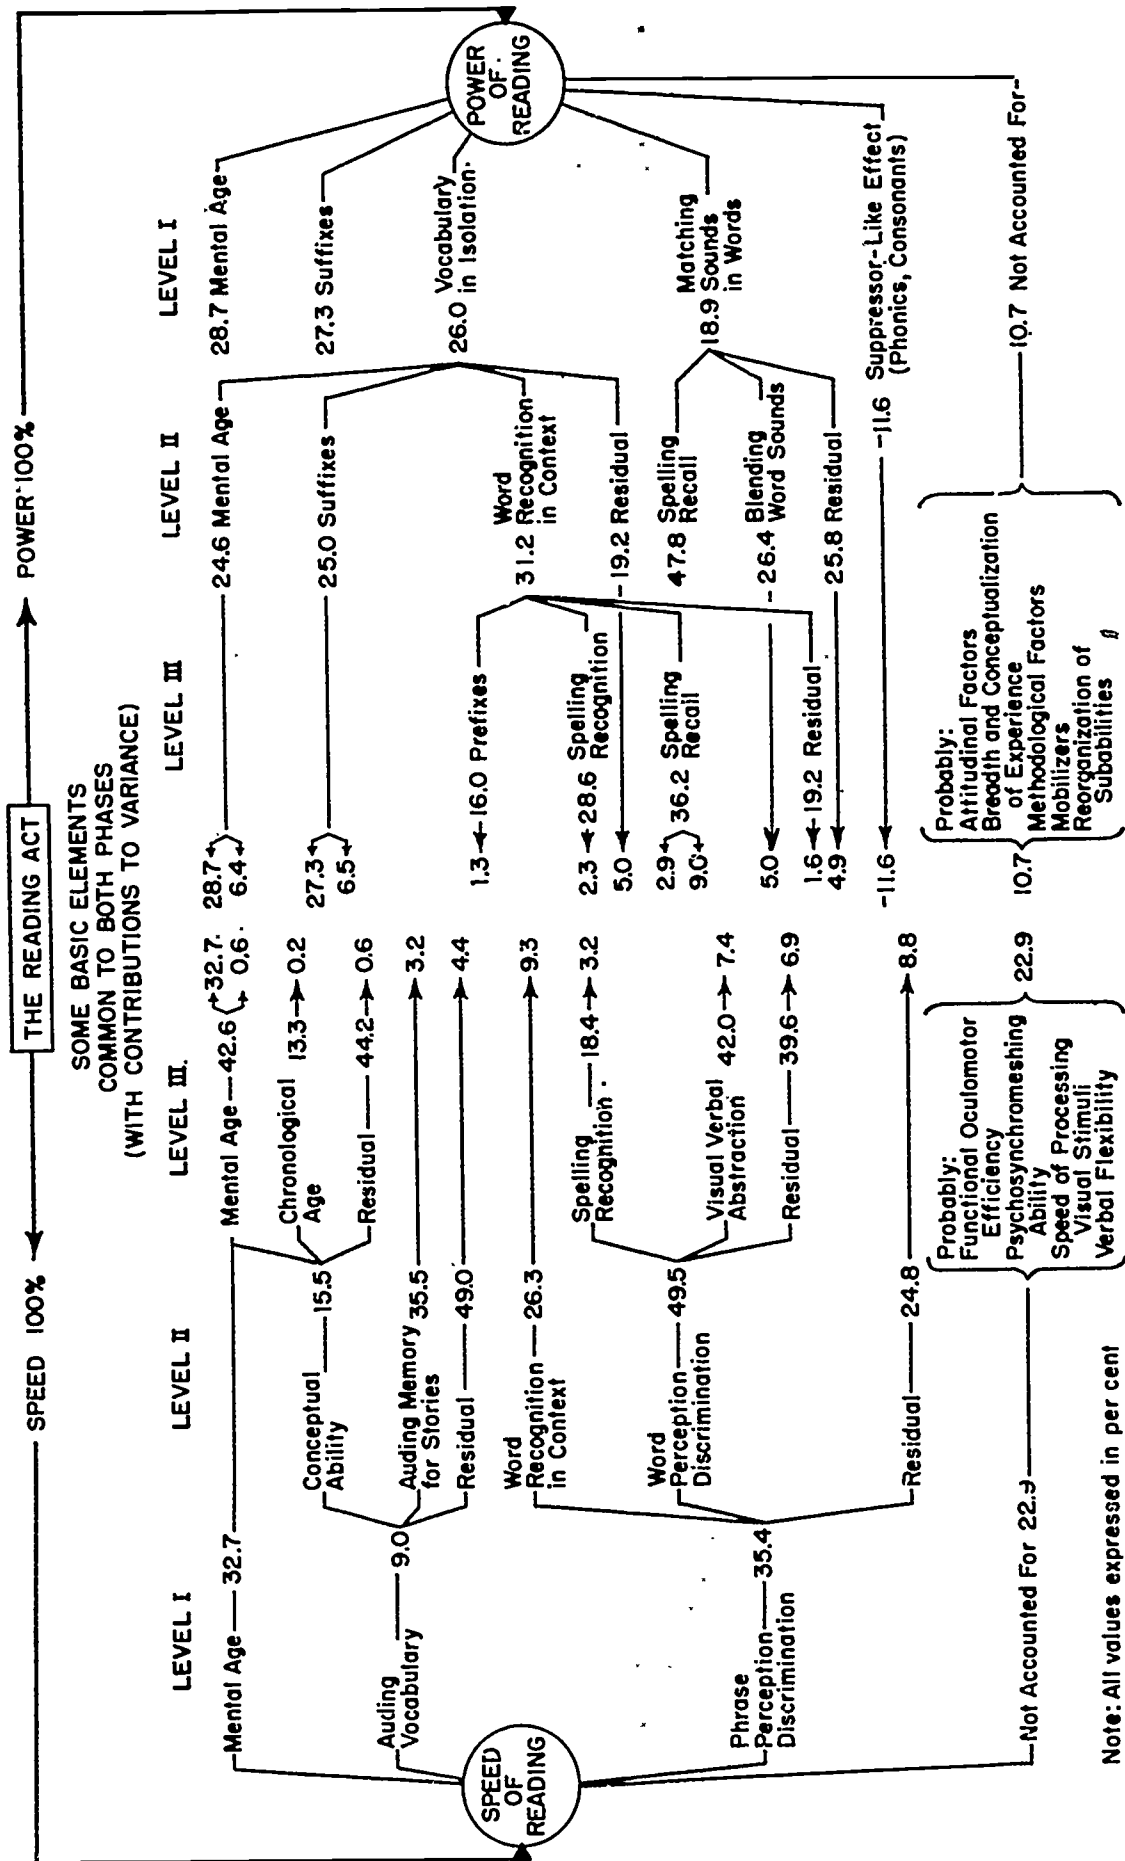 THE READING ACT
SPEED 100%
POWER 100%
SOME BASIC ELEMENTS
COMMON TO BOTH PHASES
(WITH CONTRIBUTIONS TO VARIANCE)
LEVEL I
LEVEL II
LEVEL III.
LEVEL III
LEVEL II
LEVEL I
SPEED
OF
READING
Mental Age 32.7
Mental Age 42.6
32.7
0.6
Auding
Vocabulary
9.0
Conceptual
Ability
15.5
Chronological
Age
13.3 0.2
Residual 44.2 0.6
Auding Memory
for Stories
35.5 3.2
Residual 49.0 4.4
Phrase
Perception
Discrimination
35.4
Word
Recognition
in Context
26.3 9.3
Word
Perception
Discrimination
49.5
Spelling
Recognition
18.4 3.2
Visual Verbal
Abstraction
42.0 7.4
Residual 39.6 6.9
Residual 24.8 8.8
Not Accounted For 22.9
Probably:
Functional Oculomotor
Efficiency
Psychosynchromeshing
Ability
Speed of Processing
Visual Stimuli
Verbal Flexibility
22.9
28.7
6.4
24.6 Mental Age
28.7 Mental Age
27.3
6.5
25.0 Suffixes
27.3 Suffixes
1.3 16.0 Prefixes
31.2 Word
Recognition
in Context
26.0 Vocabulary
in Isolation
2.3 28.6 Spelling
Recognition
5.0 19.2 Residual
2.9
9.0
36.2 Spelling
Recall
47.8 Spelling
Recall
18.9 Matching
Sounds
in Words
5.0 26.4 Blending
Word Sounds
1.6 19.2 Residual
4.9 25.8 Residual
-11.6 -11.6 Suppressor-Like Effect
(Phonics, Consonants)
10.7
Probably:
Attitudinal Factors
Breadth and Conceptualization
of Experience
Methodological Factors
Mobilizers
Reorganization of
Subabilities
10.7 Not Accounted For
POWER
OF
READING
Note: All values expressed in per cent